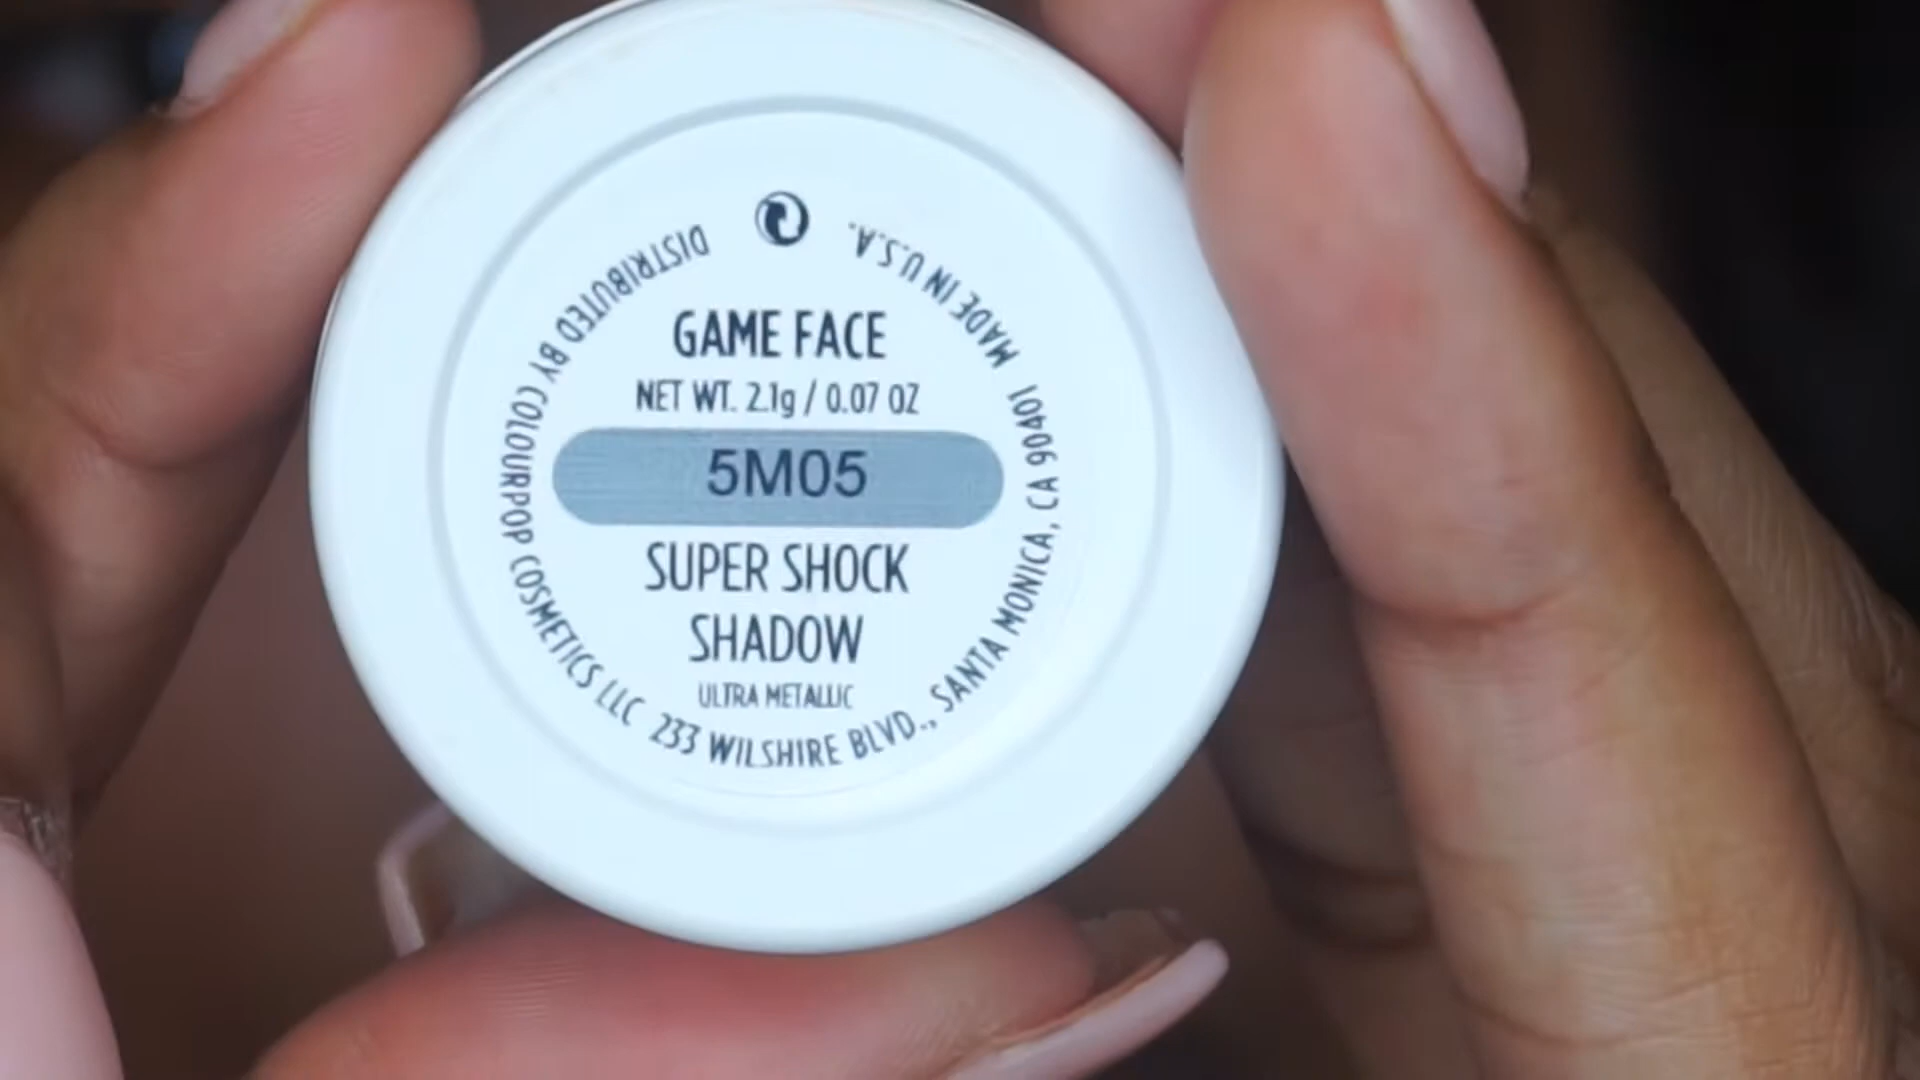 GAME FACE
NET WT. 2.1g / 0.07 OZ
5M05
SUPER SHOCK
SHADOW
ULTRA METALLIC
DISTRIBUTED BY COLOURPOP COSMETICS LLC 233 WILSHIRE BLVD., SANTA MONICA, CA 90401 MADE IN U.S.A.